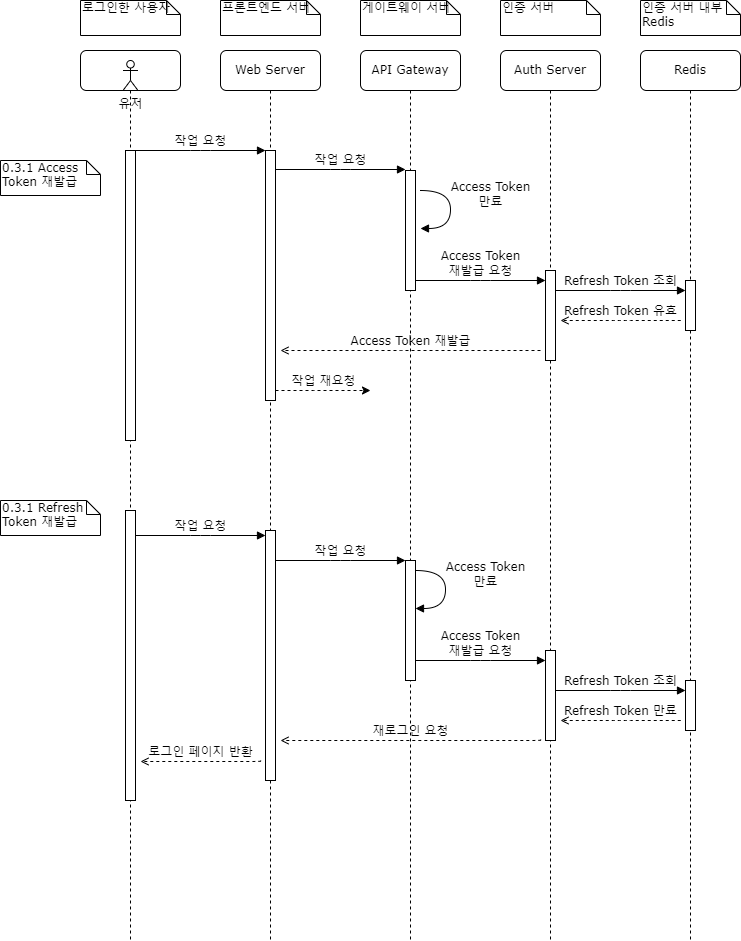 로그인한 사용자
프론트엔드 서버
게이트웨이 서버
인증 서버
인증 서버 내부
Redis
유저
Web Server
API Gateway
Auth Server
Redis
0.3.1 Access
Token 재발급
작업 요청
작업 요청
Access Token
만료
Access Token
재발급 요청
Refresh Token 조회
Refresh Token 유효
Access Token 재발급
작업 재요청
0.3.1 Refresh
Token 재발급
작업 요청
작업 요청
Access Token
만료
Access Token
재발급 요청
Refresh Token 조회
Refresh Token 만료
재로그인 요청
로그인 페이지 반환